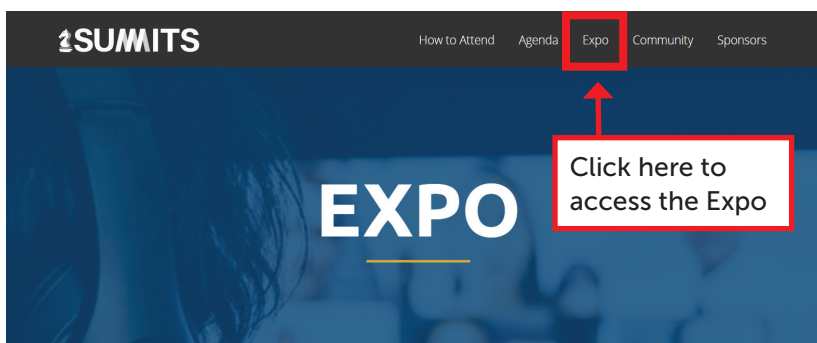 SUMMITS
How to Attend Agenda Expo Community Sponsors
EXPO
Click here to
access the Expo